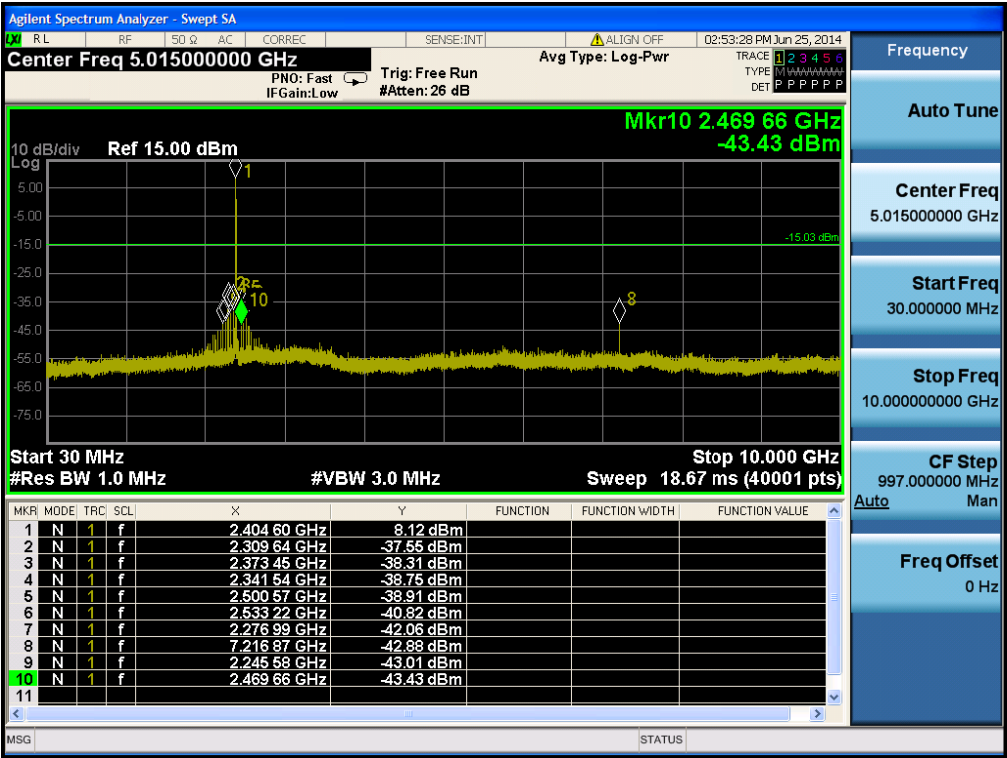 Agilent Spectrum Analyzer - Swept SA
LXI RL RF 50 Ω AC CORREC SENSE:INT ALIGN OFF 02:53:28 PM Jun 25, 2014
Center Freq 5.015000000 GHz
PNO: Fast
IFGain:Low
Trig: Free Run
#Atten: 26 dB
Avg Type: Log-Pwr
TRACE 1 2 3 4 5 6
TYPE M WWWWW
DET P P P P P P
Mkr10 2.469 66 GHz
-43.43 dBm
10 dB/div Ref 15.00 dBm
Log
1
5.00
-5.00
-15.0
-15.03 dBm
-25.0
2
10
8
-35.0
-45.0
-55.0
-65.0
-75.0
Start 30 MHz Stop 10.000 GHz
#Res BW 1.0 MHz #VBW 3.0 MHz Sweep 18.67 ms (40001 pts)
MKR MODE TRC SCL X Y FUNCTION FUNCTION WIDTH FUNCTION VALUE
1 N 1 f 2.404 60 GHz 8.12 dBm
2 N 1 f 2.309 64 GHz -37.55 dBm
3 N 1 f 2.373 45 GHz -38.31 dBm
4 N 1 f 2.341 54 GHz -38.75 dBm
5 N 1 f 2.500 57 GHz -38.91 dBm
6 N 1 f 2.533 22 GHz -40.82 dBm
7 N 1 f 2.276 99 GHz -42.06 dBm
8 N 1 f 7.216 87 GHz -42.88 dBm
9 N 1 f 2.245 58 GHz -43.01 dBm
10 N 1 f 2.469 66 GHz -43.43 dBm
11
MSG STATUS
Frequency
Auto Tune
Center Freq
5.015000000 GHz
Start Freq
30.000000 MHz
Stop Freq
10.000000000 GHz
CF Step
997.000000 MHz
Auto Man
Freq Offset
0 Hz